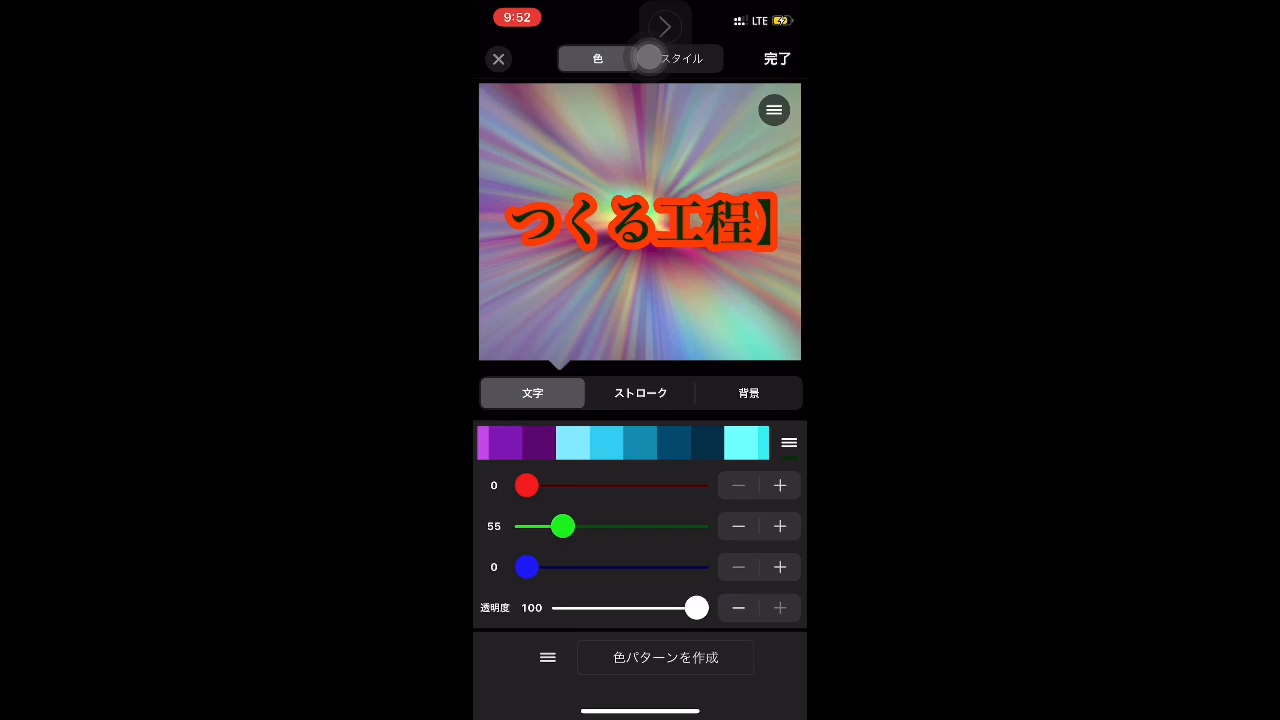 9:52
LTE
色
スタイル
完了
つくる工程】
文字
ストローク
背景
0
55
0
透明度 100
色パターンを作成